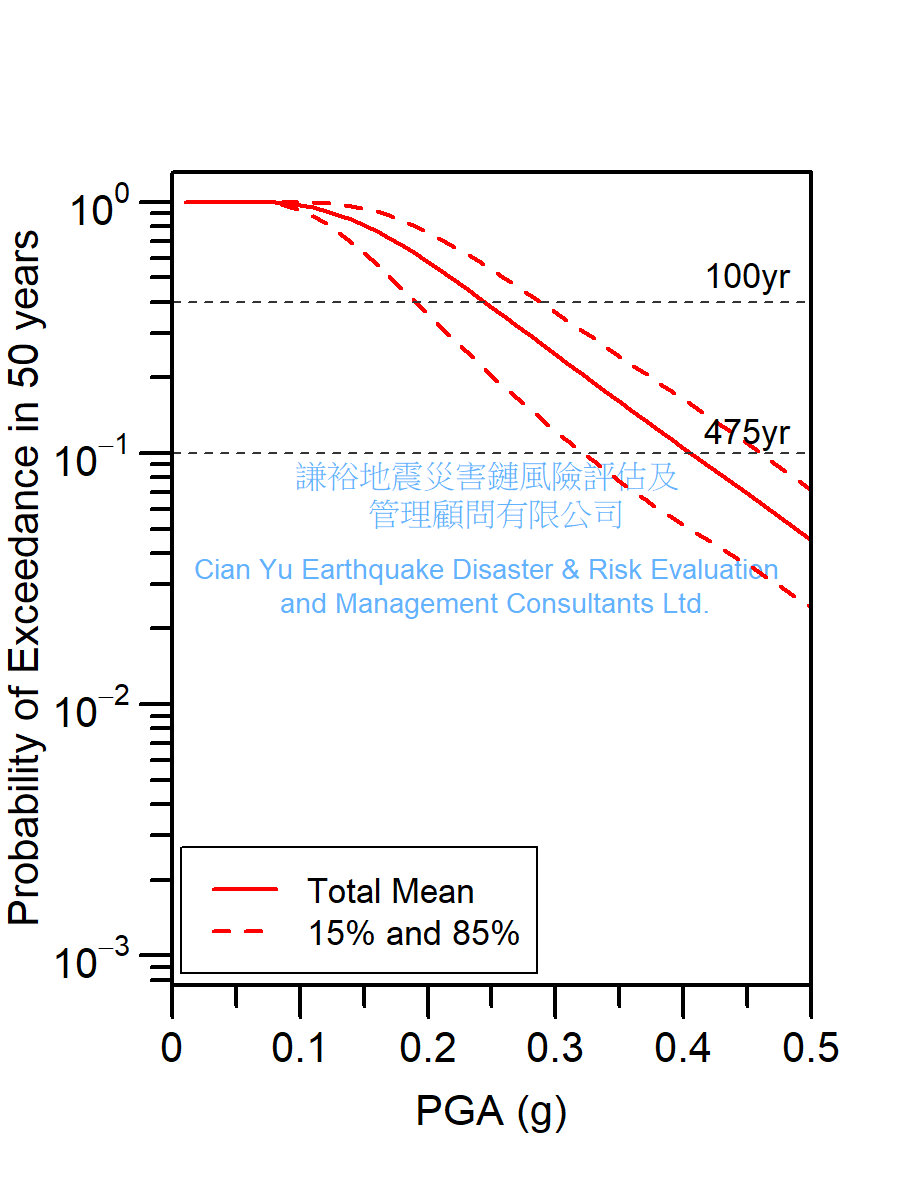 Probability of Exceedance in 50 years
10⁰
10⁻¹
10⁻²
10⁻³
100yr
475yr
謙裕地震災害鏈風險評估及
管理顧問有限公司
Cian Yu Earthquake Disaster & Risk Evaluation
and Management Consultants Ltd.
Total Mean
15% and 85%
0 0.1 0.2 0.3 0.4 0.5
PGA (g)